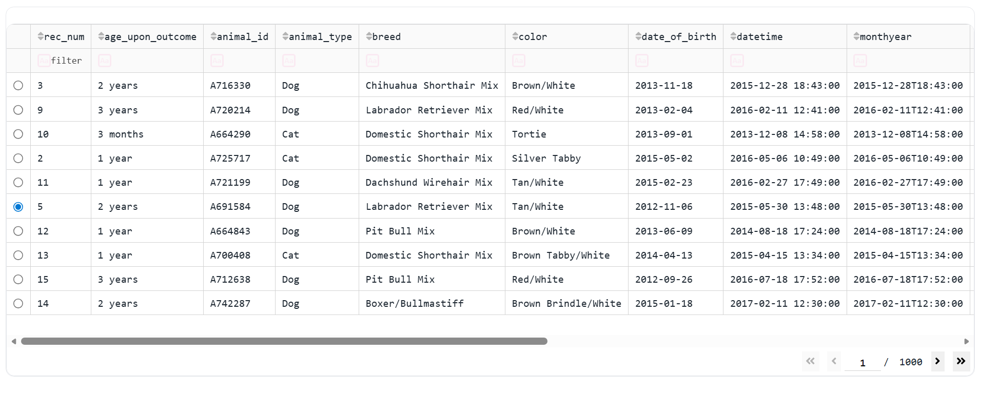 rec_num age_upon_outcome animal_id animal_type breed color date_of_birth datetime monthyear
Aa filter Aa Aa Aa Aa Aa Aa Aa Aa
3 2 years A716330 Dog Chihuahua Shorthair Mix Brown/White 2013-11-18 2015-12-28 18:43:00 2015-12-28T18:43:00
9 3 years A720214 Dog Labrador Retriever Mix Red/White 2013-02-04 2016-02-11 12:41:00 2016-02-11T12:41:00
10 3 months A664290 Cat Domestic Shorthair Mix Tortie 2013-09-01 2013-12-08 14:58:00 2013-12-08T14:58:00
2 1 year A725717 Cat Domestic Shorthair Mix Silver Tabby 2015-05-02 2016-05-06 10:49:00 2016-05-06T10:49:00
11 1 year A721199 Dog Dachshund Wirehair Mix Tan/White 2015-02-23 2016-02-27 17:49:00 2016-02-27T17:49:00
5 2 years A691584 Dog Labrador Retriever Mix Tan/White 2012-11-06 2015-05-30 13:48:00 2015-05-30T13:48:00
12 1 year A664843 Dog Pit Bull Mix Brown/White 2013-06-09 2014-08-18 17:24:00 2014-08-18T17:24:00
13 1 year A700408 Cat Domestic Shorthair Mix Brown Tabby/White 2014-04-13 2015-04-15 13:34:00 2015-04-15T13:34:00
15 3 years A712638 Dog Pit Bull Mix Red/White 2012-09-26 2016-07-18 17:52:00 2016-07-18T17:52:00
14 2 years A742287 Dog Boxer/Bullmastiff Brown Brindle/White 2015-01-18 2017-02-11 12:30:00 2017-02-11T12:30:00
1 / 1000